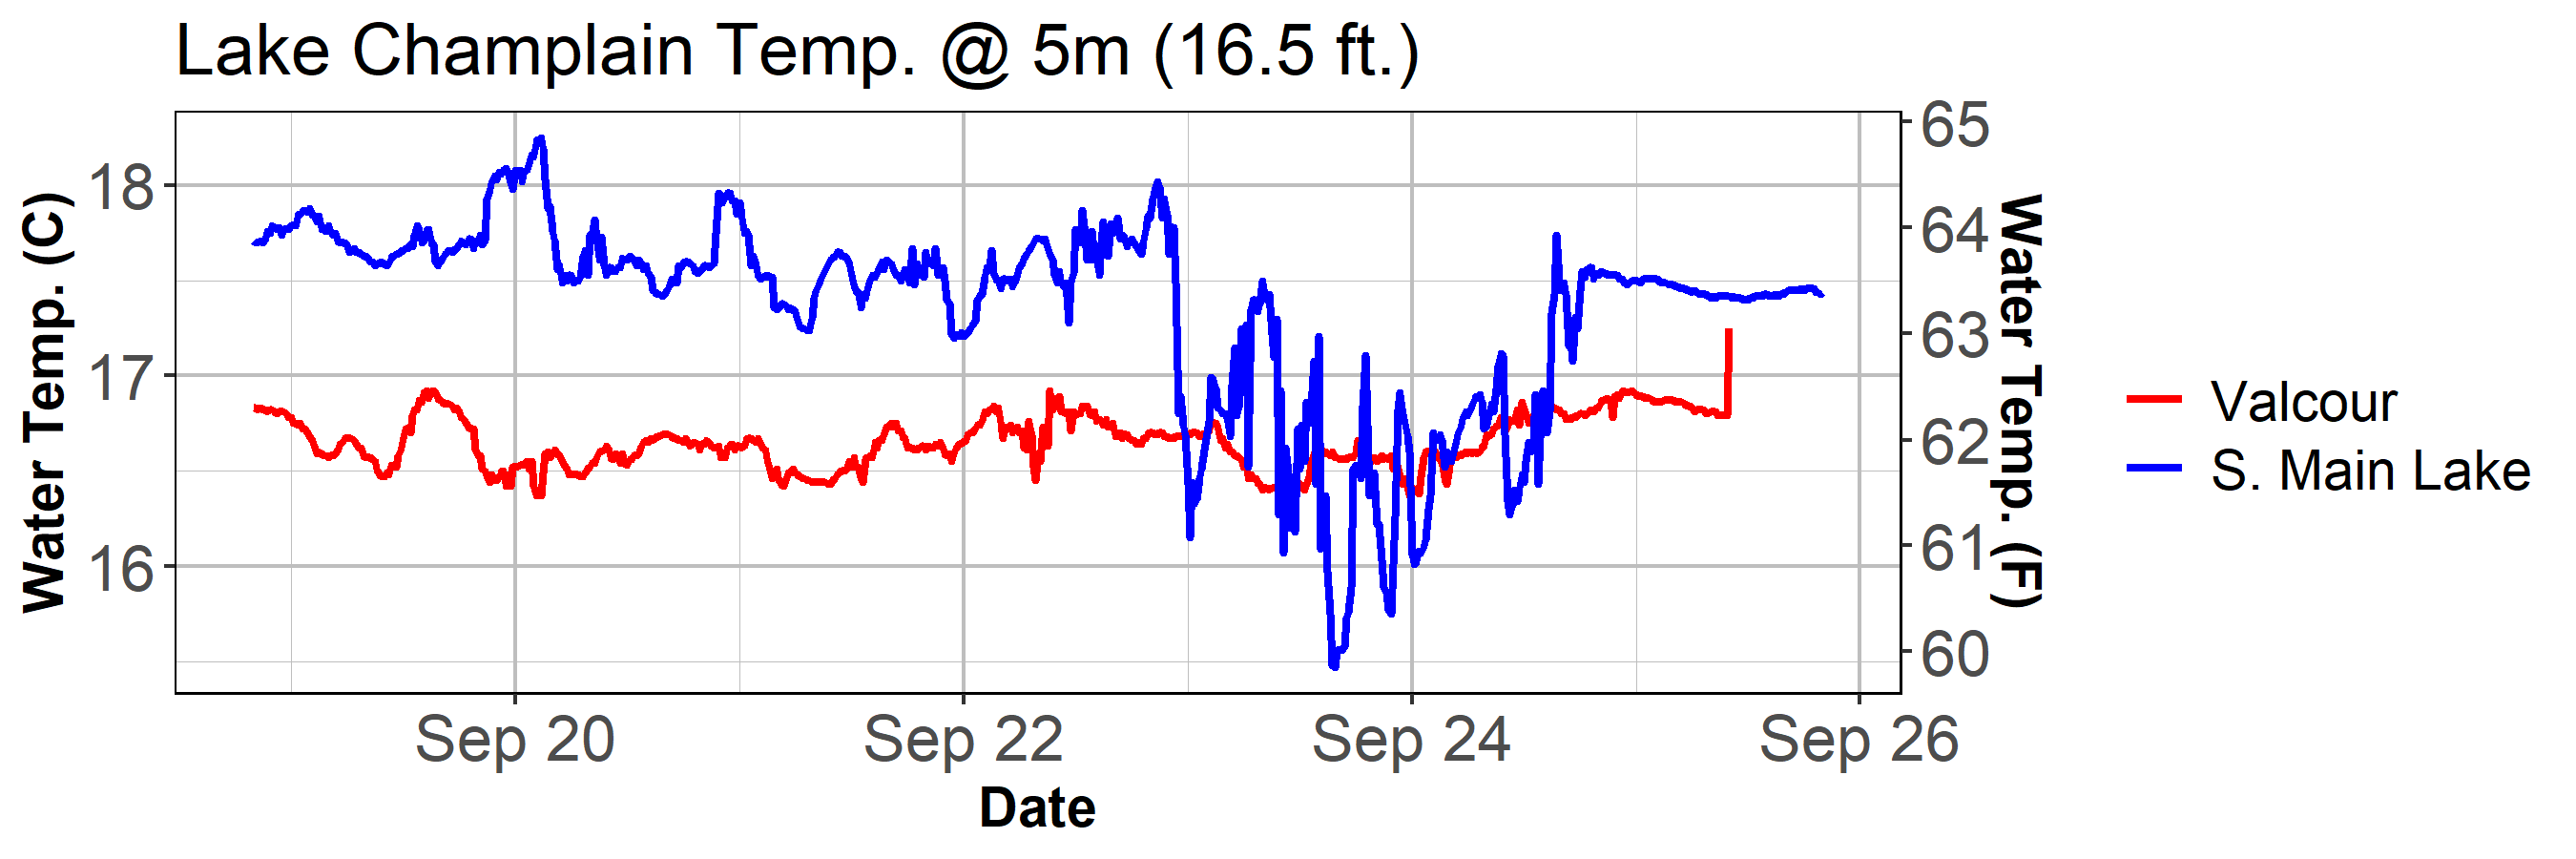 Lake Champlain Temp. @ 5m (16.5 ft.)
Water Temp. (C)
18
17
16
65
64
63
62
61
60
Water Temp. (F)
Sep 20
Sep 22
Sep 24
Sep 26
Date
Valcour
S. Main Lake